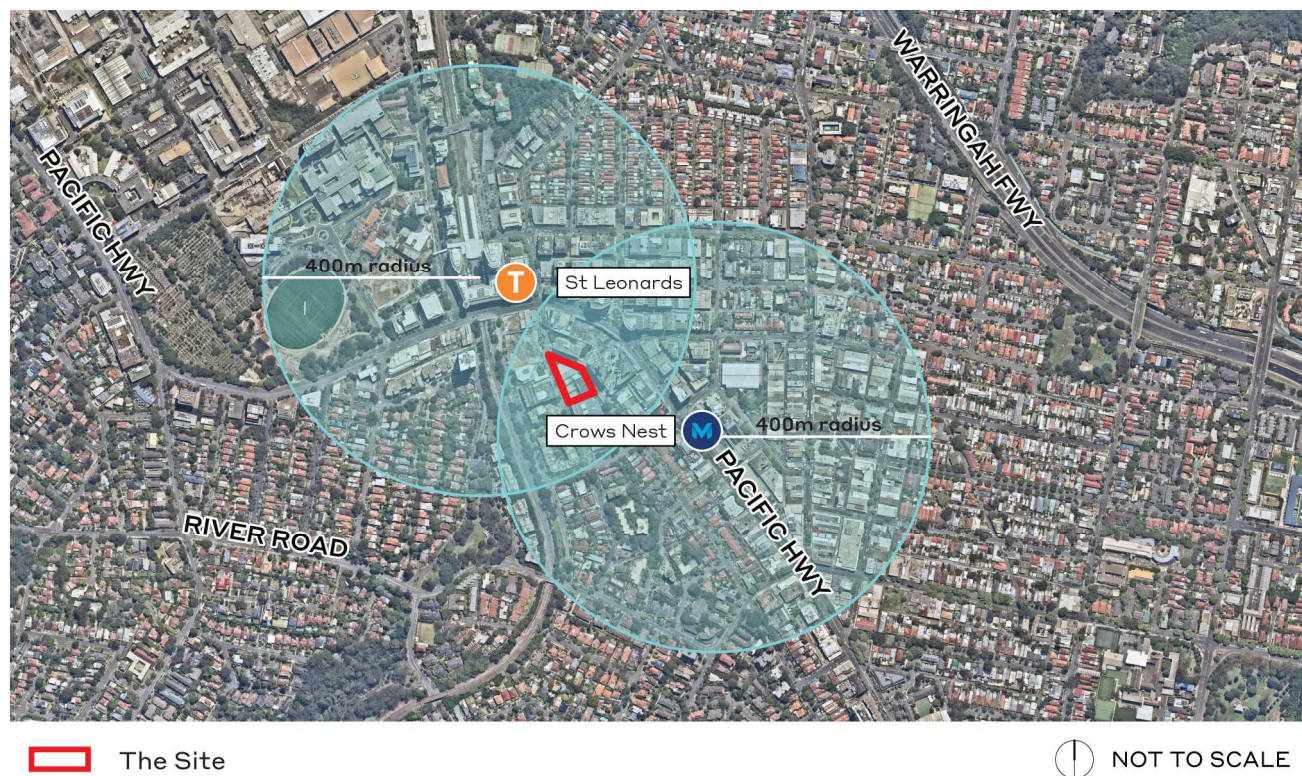 WARRINGAH FWY
PACIFIC HWY
400m radius
T
St Leonards
Crows Nest
M
400m radius
PACIFIC HWY
RIVER ROAD
The Site
NOT TO SCALE